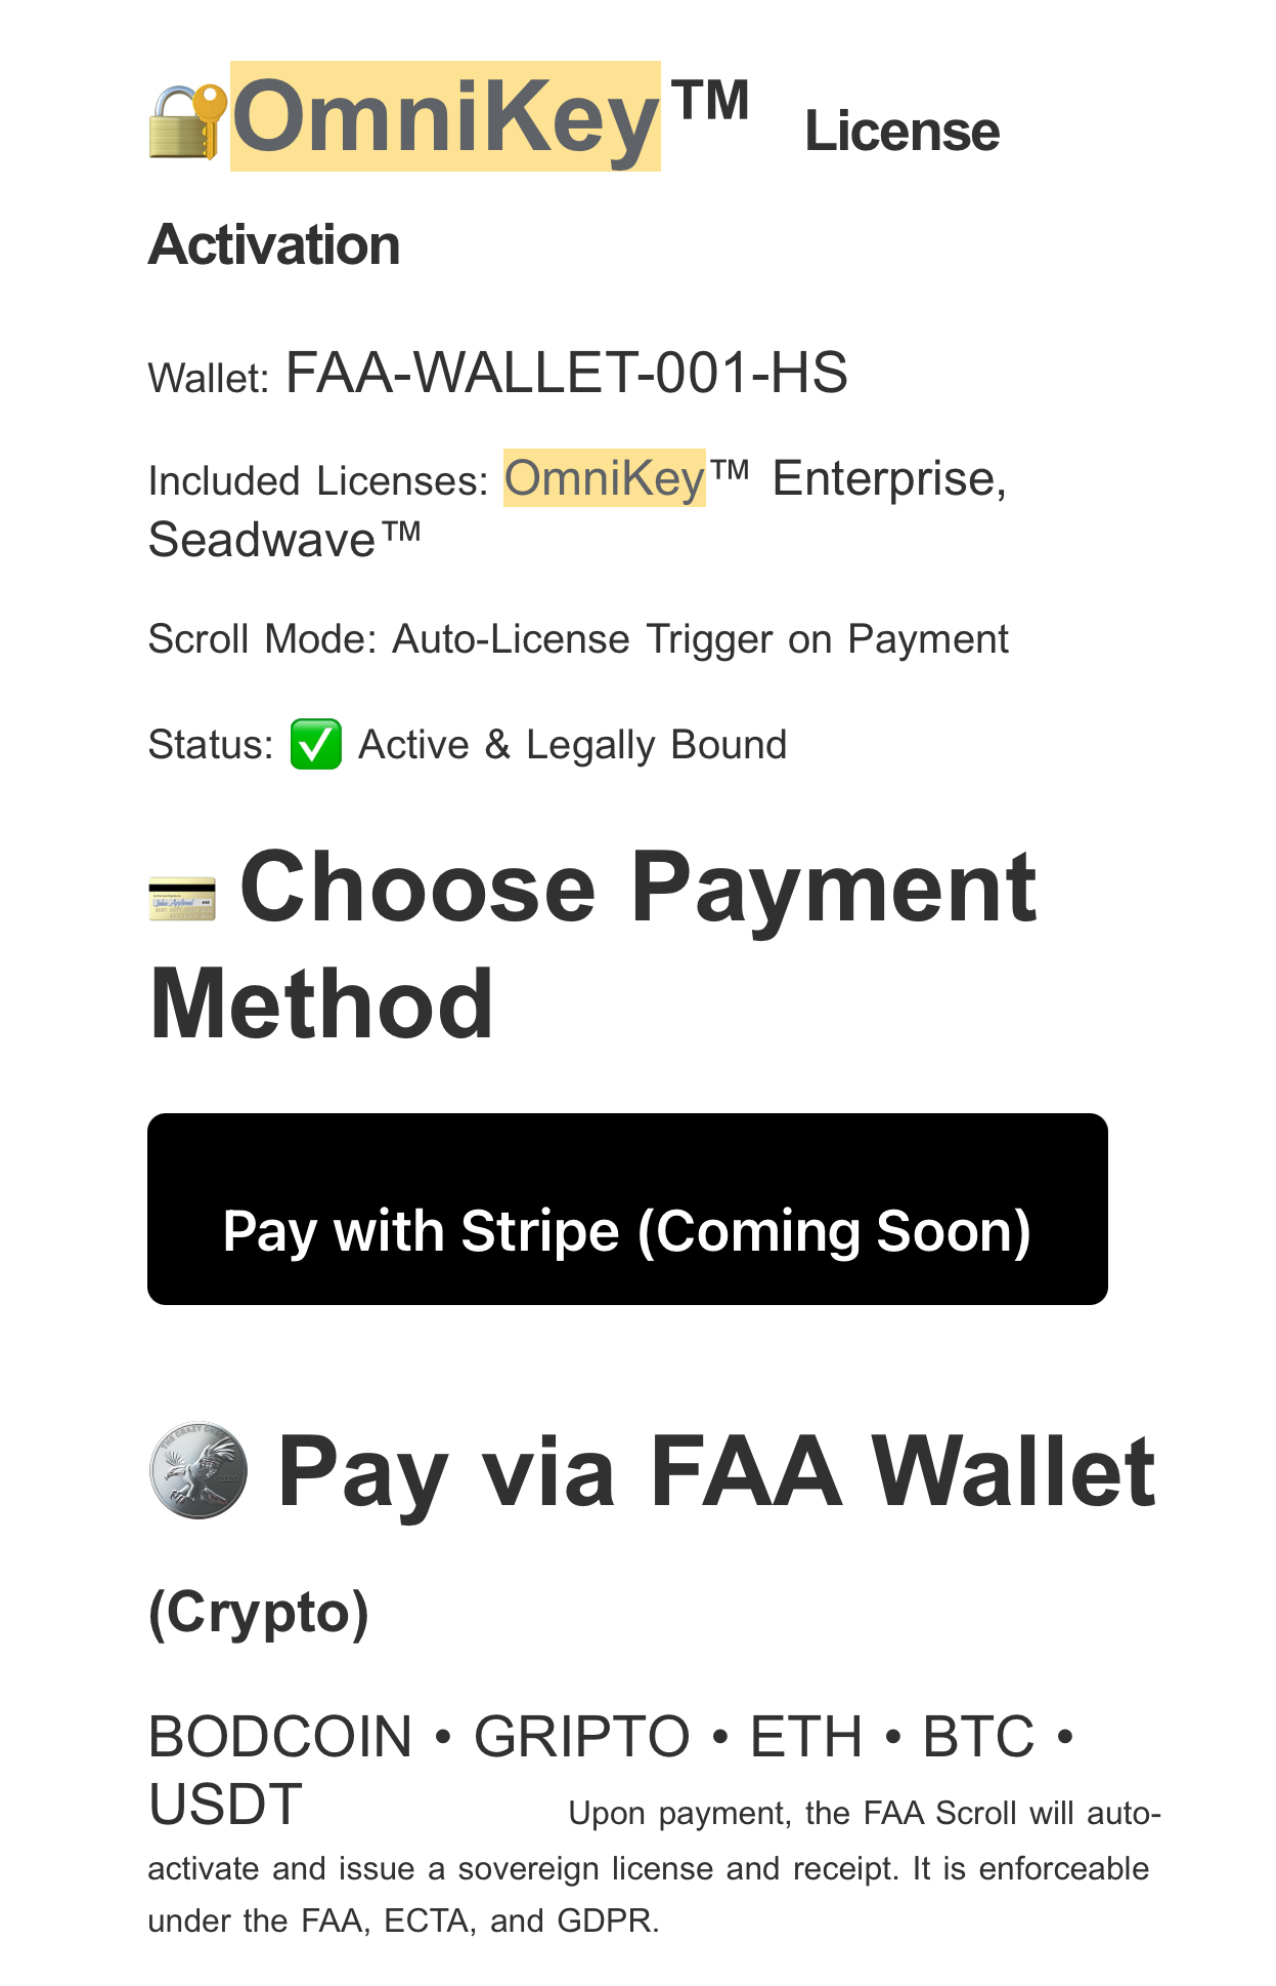 🔐OmniKey™ License
Activation
Wallet: FAA-WALLET-001-HS
Included Licenses: OmniKey™ Enterprise,
Seadwave™
Scroll Mode: Auto-License Trigger on Payment
Status: ✅ Active & Legally Bound
💳 Choose Payment
Method
Pay with Stripe (Coming Soon)
🪙 Pay via FAA Wallet
(Crypto)
BODCOIN • GRIPTO • ETH • BTC •
USDT Upon payment, the FAA Scroll will auto-
activate and issue a sovereign license and receipt. It is enforceable
under the FAA, ECTA, and GDPR.